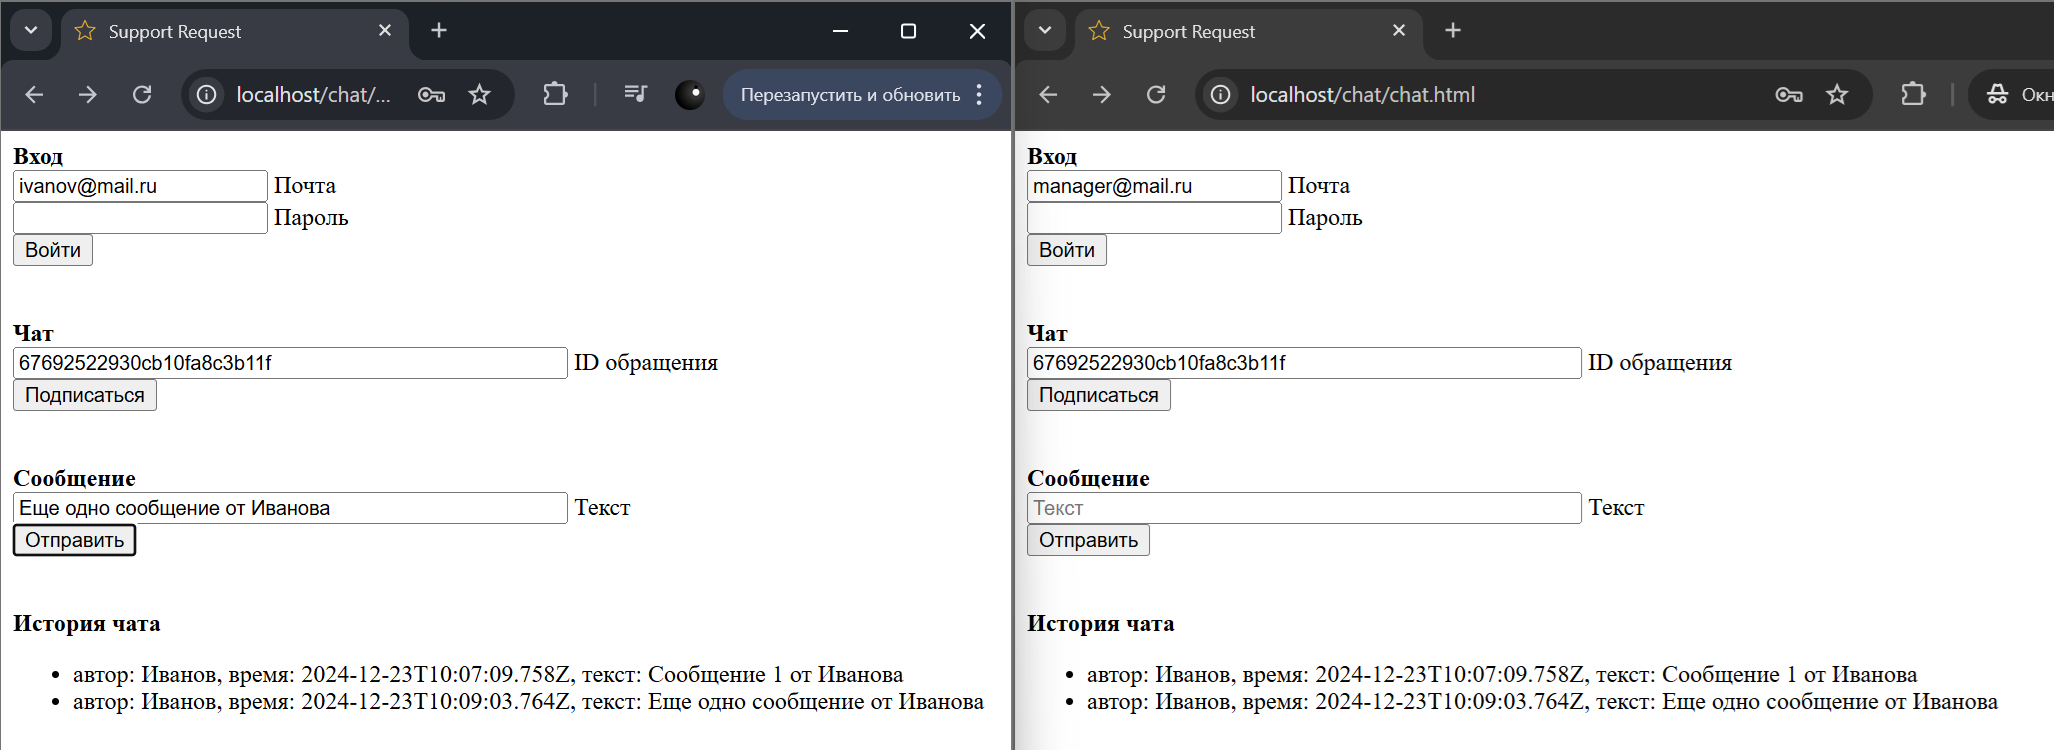 Support Request
localhost/chat/...
Перезапустить и обновить
Вход
ivanov@mail.ru Почта
Пароль
Войти
Чат
67692522930cb10fa8c3b11f ID обращения
Подписаться
Сообщение
Еще одно сообщение от Иванова Текст
Отправить
История чата
автор: Иванов, время: 2024-12-23T10:07:09.758Z, текст: Сообщение 1 от Иванова
автор: Иванов, время: 2024-12-23T10:09:03.764Z, текст: Еще одно сообщение от Иванова
Support Request
localhost/chat/chat.html
Окн
Вход
manager@mail.ru Почта
Пароль
Войти
Чат
67692522930cb10fa8c3b11f ID обращения
Подписаться
Сообщение
Текст Текст
Отправить
История чата
автор: Иванов, время: 2024-12-23T10:07:09.758Z, текст: Сообщение 1 от Иванова
автор: Иванов, время: 2024-12-23T10:09:03.764Z, текст: Еще одно сообщение от Иванова